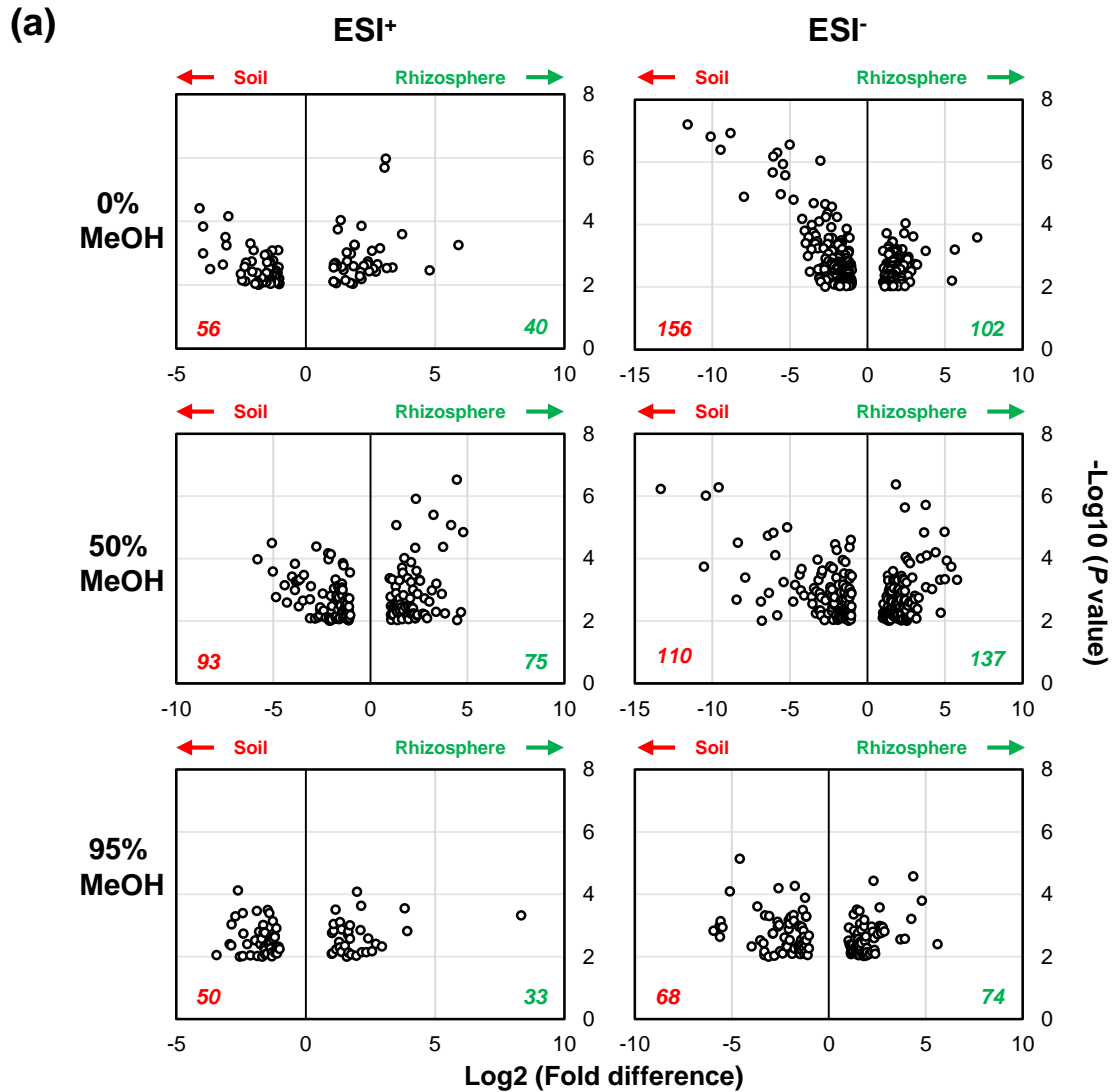 (a)
ESI+ ESI-
Soil Rhizosphere Soil Rhizosphere
8 8
6 6
0%
MeOH
4 4
2 2
56 40 156 102
0 0
-5 0 5 10 -15 -10 -5 0 5 10
Soil Rhizosphere Soil Rhizosphere
8 8
6 6
50%
MeOH
4 4
2 2
93 75 110 137
0 0
-10 -5 0 5 10 -15 -10 -5 0 5 10
-Log10 (P value)
Soil Rhizosphere Soil Rhizosphere
8 8
6 6
95%
MeOH
4 4
2 2
50 33 68 74
0 0
-5 0 5 10 -10 -5 0 5 10
Log2 (Fold difference)